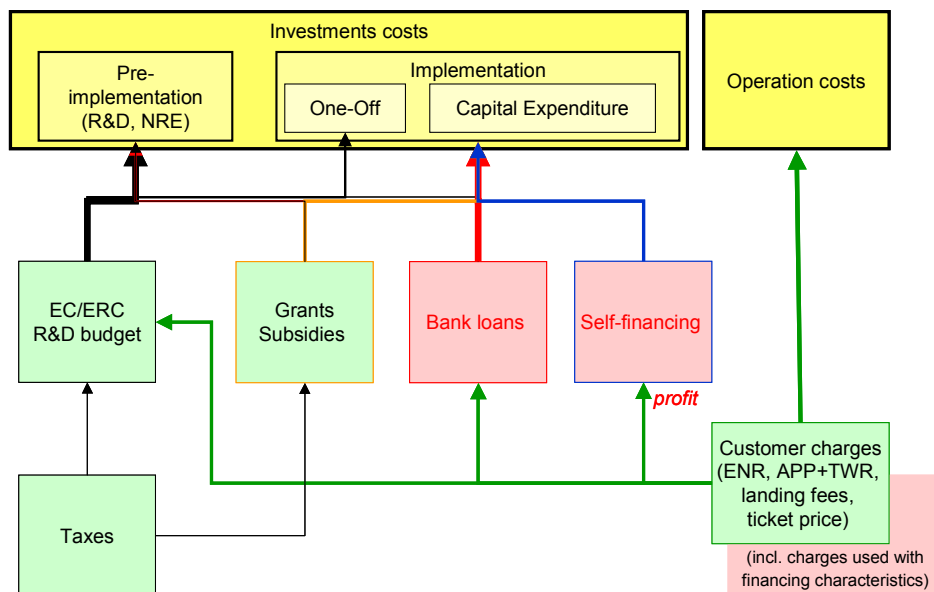 Investments costs
Pre-
implementation
(R&D, NRE)
Implementation
One-Off
Capital Expenditure
Operation costs
EC/ERC
R&D budget
Grants
Subsidies
Bank loans
Self-financing
profit
Taxes
Customer charges
(ENR, APP+TWR,
landing fees,
ticket price)
(incl. charges used with
financing characteristics)